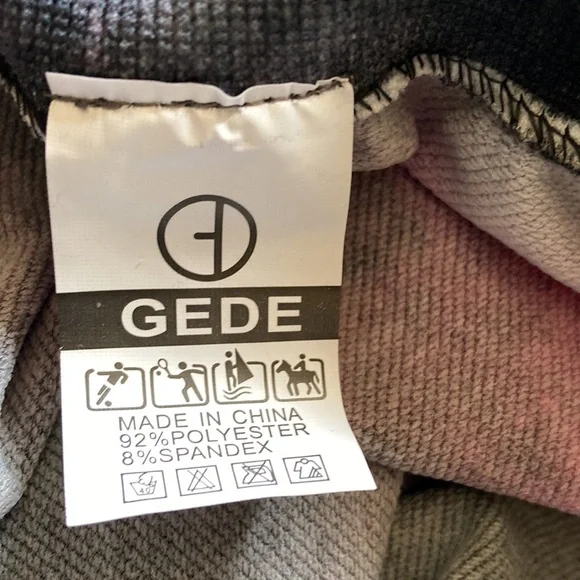 GEDE
MADE IN CHINA
92%POLYESTER
8%SPANDEX
40